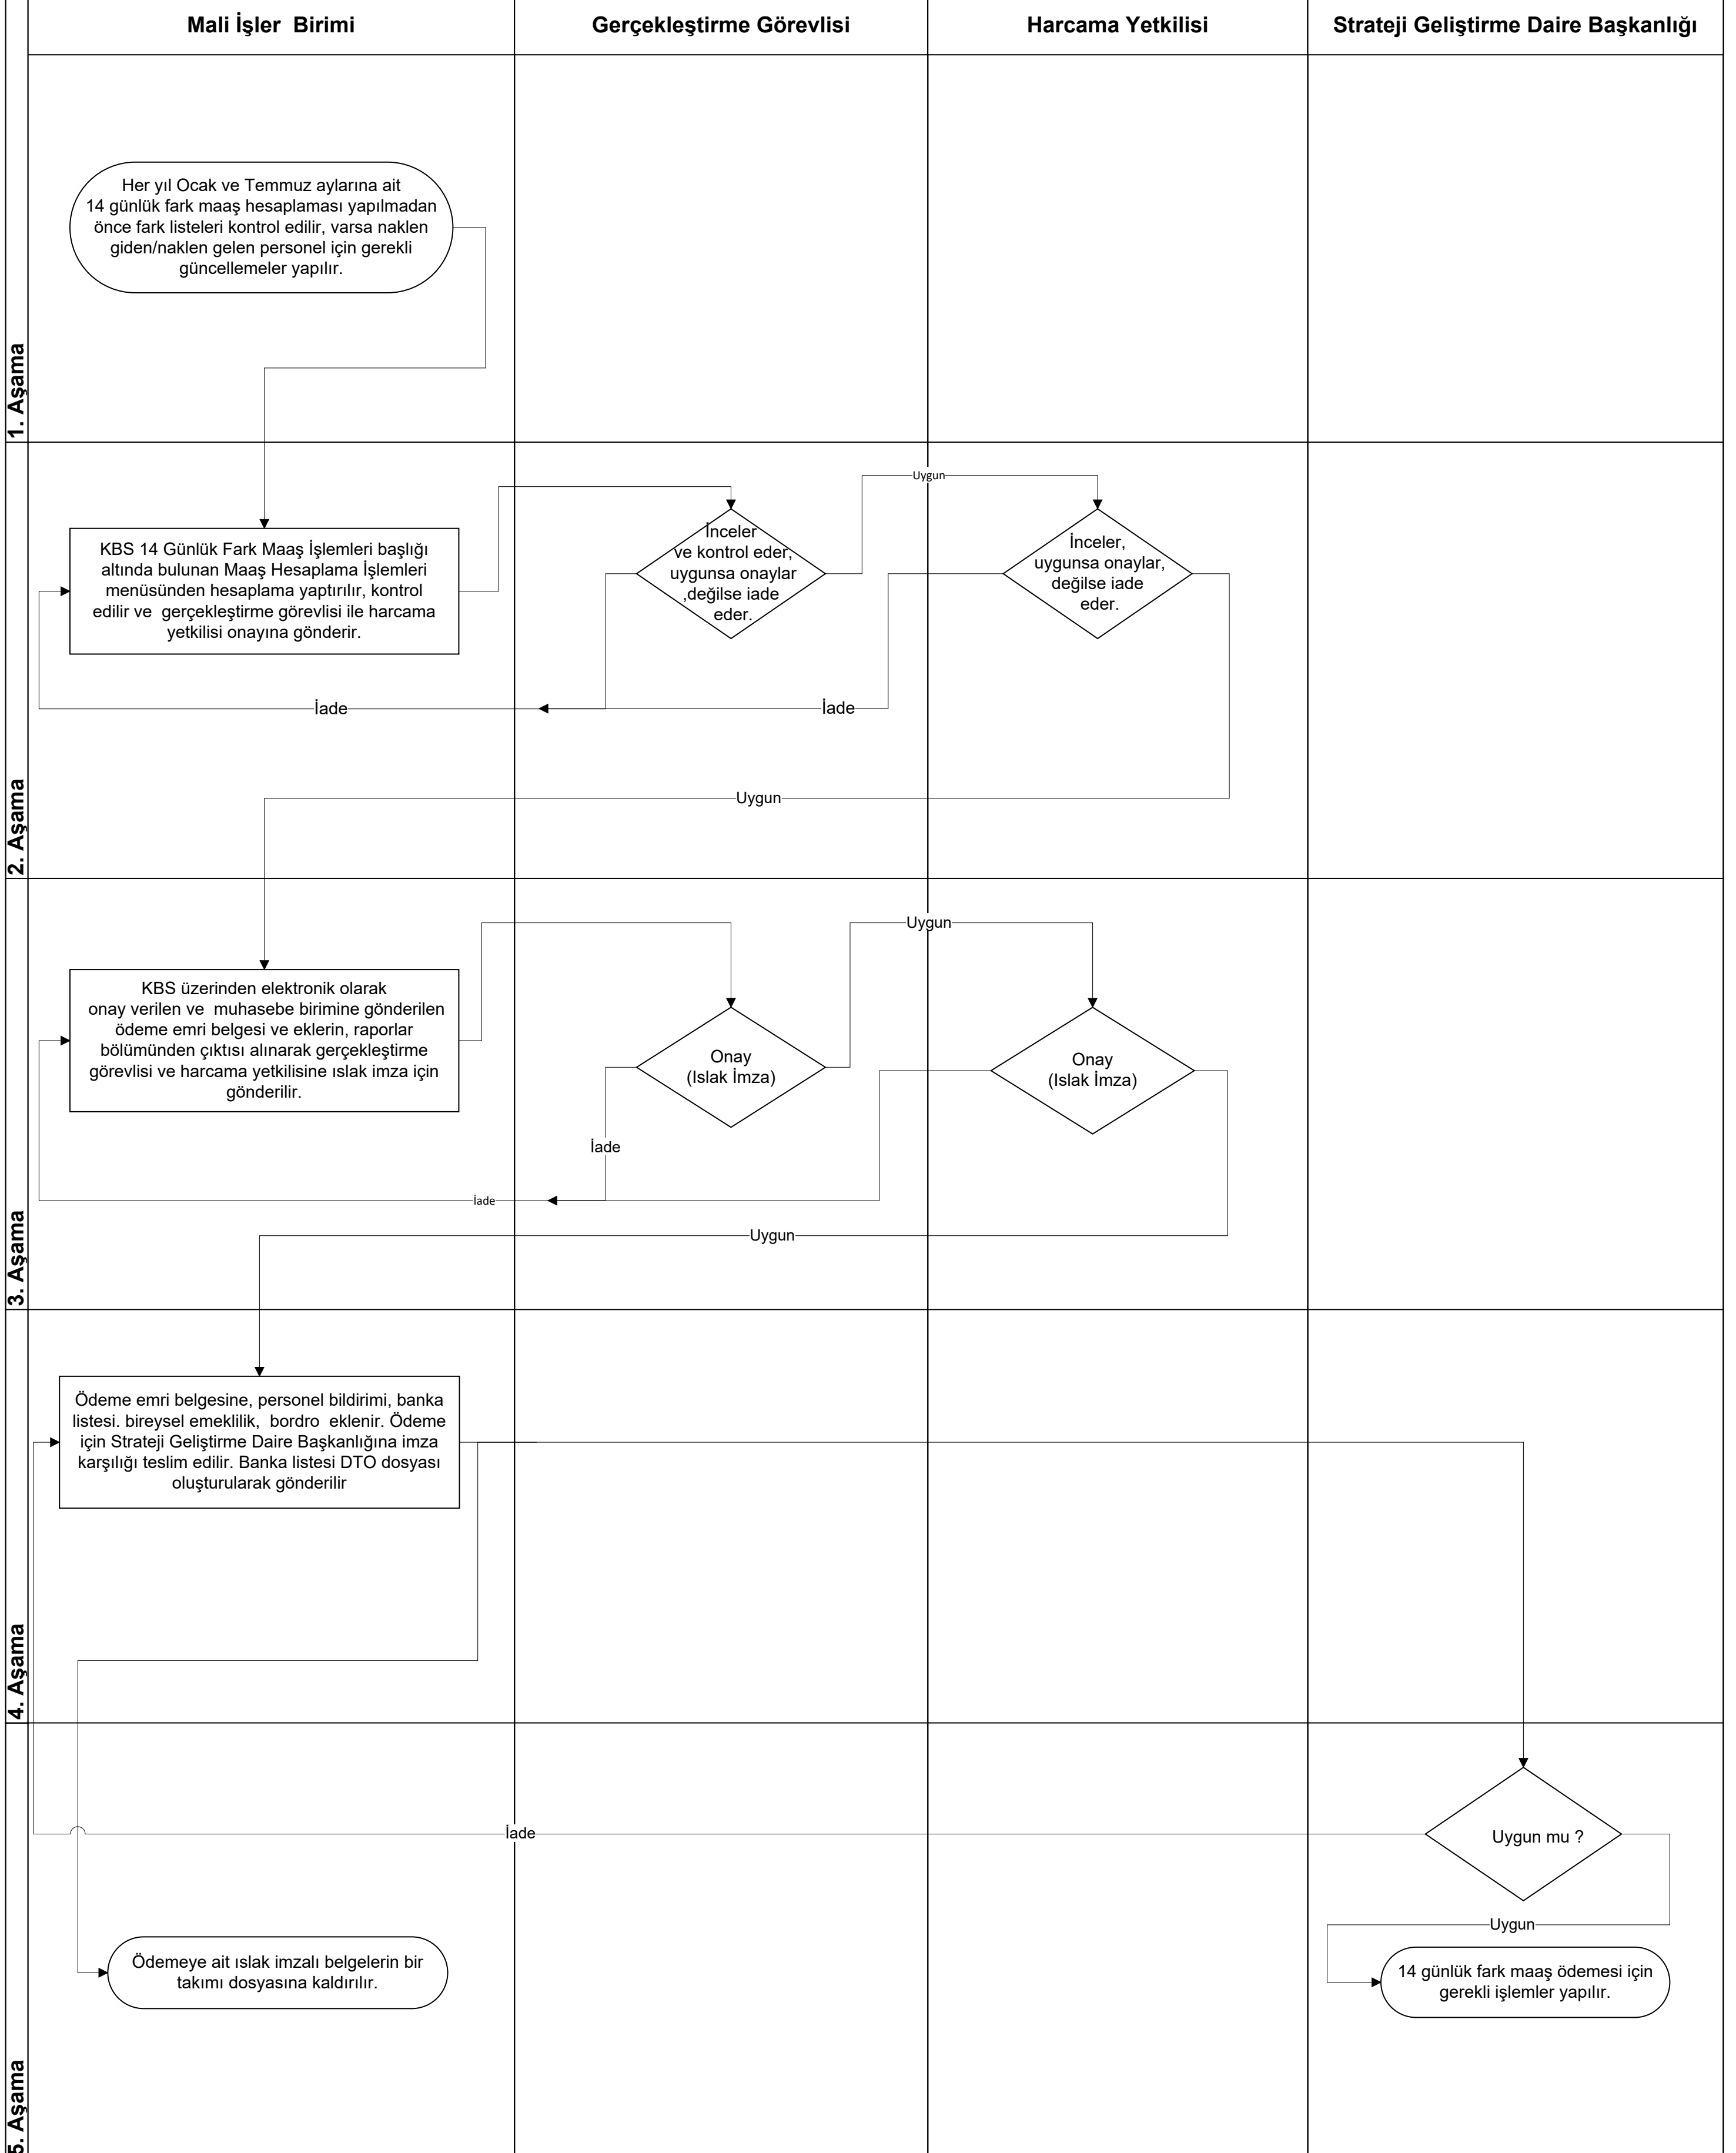 Mali İşler  Birimi
Gerçekleştirme Görevlisi
Harcama Yetkilisi
Strateji Geliştirme Daire Başkanlığı
1. Aşama
Her yıl Ocak ve Temmuz aylarına ait
14 günlük fark maaş hesaplaması yapılmadan
önce fark listeleri kontrol edilir, varsa naklen
giden/naklen gelen personel için gerekli
güncellemeler yapılır.
2. Aşama
KBS 14 Günlük Fark Maaş İşlemleri başlığı
altında bulunan Maaş Hesaplama İşlemleri
menüsünden hesaplama yaptırılır, kontrol
edilir ve  gerçekleştirme görevlisi ile harcama
yetkilisi onayına gönderir.
İnceler
ve kontrol eder,
uygunsa onaylar
,değilse iade
eder.
Uygun
İnceler,
uygunsa onaylar,
değilse iade
eder.
İade
İade
Uygun
3. Aşama
KBS üzerinden elektronik olarak
onay verilen ve  muhasebe birimine gönderilen
ödeme emri belgesi ve eklerin, raporlar
bölümünden çıktısı alınarak gerçekleştirme
görevlisi ve harcama yetkilisine ıslak imza için
gönderilir.
Onay
(Islak İmza)
Uygun
Onay
(Islak İmza)
İade
İade
Uygun
4. Aşama
Ödeme emri belgesine, personel bildirimi, banka
listesi. bireysel emeklilik,  bordro  eklenir. Ödeme
için Strateji Geliştirme Daire Başkanlığına imza
karşılığı teslim edilir. Banka listesi DTO dosyası
oluşturularak gönderilir
5. Aşama
Uygun mu ?
İade
Uygun
Ödemeye ait ıslak imzalı belgelerin bir
takımı dosyasına kaldırılır.
14 günlük fark maaş ödemesi için
gerekli işlemler yapılır.